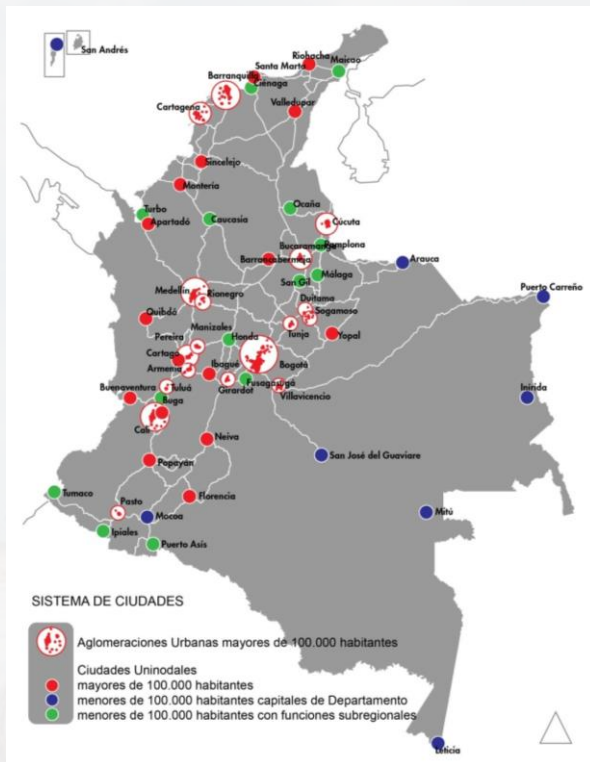 San Andrés
Riohacha
Maicao
Santa Marta
Barranquilla
Ciénaga
Cartagena
Valledupar
Sincelejo
Montería
Turbo
Apartadó
Caucasia
Ocaña
Cúcuta
Bucaramanga
Pamplona
Barrancabermeja
Arauca
Málaga
San Gil
Puerto Carreño
Medellín
Rionegro
Duitama
Sogamoso
Quibdó
Tunja
Yopal
Manizales
Honda
Pereira
Cartago
Bogotá
Ibagué
Armenia
Fusagasugá
Girardot
Villavicencio
Buenaventura
Tuluá
Buga
Inirida
Cali
Neiva
San José del Guaviare
Popayán
Tumaco
Florencia
Pasto
Mocoa
Mitú
Ipiales
Puerto Asís
SISTEMA DE CIUDADES
Aglomeraciones Urbanas mayores de 100.000 habitantes
Ciudades Uninodales
mayores de 100.000 habitantes
menores de 100.000 habitantes capitales de Departamento
menores de 100.000 habitantes con funciones subregionales
Leticia